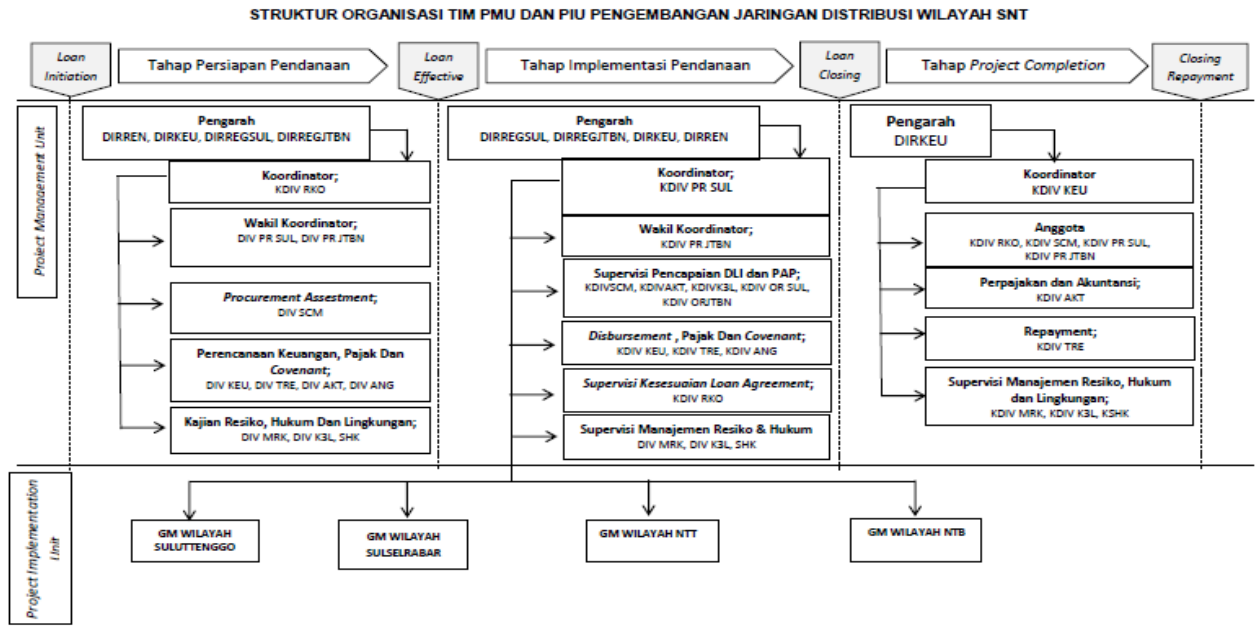 STRUKTUR ORGANISASI TIM PMU DAN PIU PENGEMBANGAN JARINGAN DISTRIBUSI WILAYAH SNT
Loan
Initiation
Tahap Persiapan Pendanaan
Loan
Effective
Tahap Implementasi Pendanaan
Loan
Closing
Tahap Project Completion
Closing
Repayment
Project Management Unit
Pengarah
DIRREN, DIRKEU, DIRREGSUL, DIRREGJTBN
Koordinator;
KDIV RKO
Wakil Koordinator;
DIV PR SUL, DIV PR JTBN
Procurement Assestment;
DIV SCM
Perencanaan Keuangan, Pajak Dan
Covenant;
DIV KEU, DIV TRE, DIV AKT, DIV ANG
Kajian Resiko, Hukum Dan Lingkungan;
DIV MRK, DIV K3L, SHK
Pengarah
DIRREGSUL, DIRREGJTBN, DIRKEU, DIRREN
Koordinator;
KDIV PR SUL
Wakil Koordinator;
KDIV PR JTBN
Supervisi Pencapaian DLI dan PAP;
KDIVSCM, KDIVAKT, KDIVK3L, KDIV OR SUL,
KDIV ORJTBN
Disbursement , Pajak Dan Covenant;
KDIV KEU, KDIV TRE, KDIV ANG
Supervisi Kesesuaian Loan Agreement;
KDIV RKO
Supervisi Manajemen Resiko & Hukum
DIV MRK, DIV K3L, SHK
Pengarah
DIRKEU
Koordinator
KDIV KEU
Anggota
KDIV RKO, KDIV SCM, KDIV PR SUL,
KDIV PR JTBN
Perpajakan dan Akuntansi;
KDIV AKT
Repayment;
KDIV TRE
Supervisi Manajemen Resiko, Hukum
dan Lingkungan;
KDIV MRK, KDIV K3L, KSHK
Project Implementation
Unit
GM WILAYAH
SULUTTENGGO
GM WILAYAH
SULSELRABAR
GM WILAYAH NTT
GM WILAYAH NTB